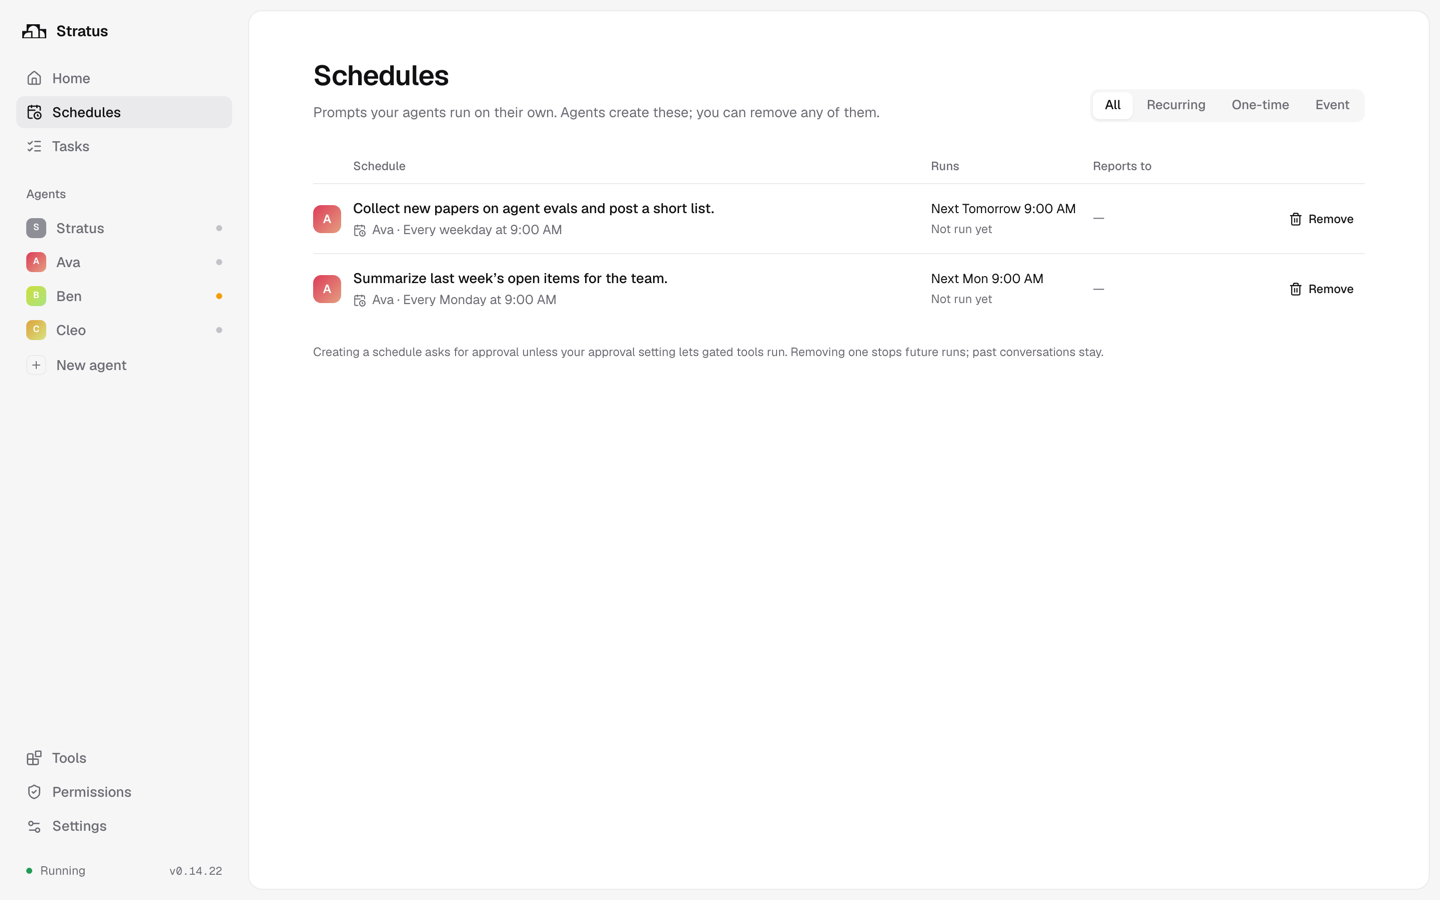 Stratus
Home
Schedules
Tasks
Agents
S Stratus
A Ava
B Ben
C Cleo
New agent
Tools
Permissions
Settings
Running v0.14.22
Schedules
Prompts your agents run on their own. Agents create these; you can remove any of them.
All Recurring One-time Event
Schedule Runs Reports to
A
Collect new papers on agent evals and post a short list.
Ava · Every weekday at 9:00 AM
Next Tomorrow 9:00 AM
Not run yet
—
Remove
A
Summarize last week’s open items for the team.
Ava · Every Monday at 9:00 AM
Next Mon 9:00 AM
Not run yet
—
Remove
Creating a schedule asks for approval unless your approval setting lets gated tools run. Removing one stops future runs; past conversations stay.